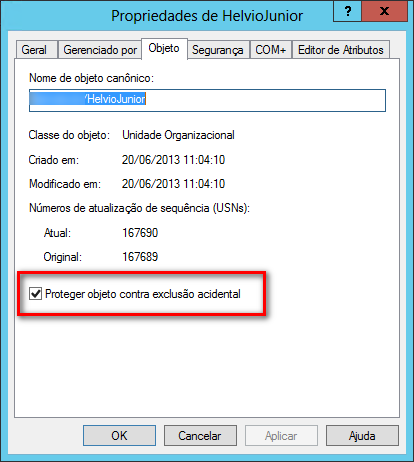 Propriedades de HelvioJunior
? x
Geral Gerenciado por Objeto Segurança COM+ Editor de Atributos
Nome de objeto canônico:
/HelvioJunior
Classe do objeto: Unidade Organizacional
Criado em: 20/06/2013 11:04:10
Modificado em: 20/06/2013 11:04:10
Números de atualização de sequência (USNs):
Atual: 167690
Original: 167689
Proteger objeto contra exclusão acidental
OK Cancelar Aplicar Ajuda